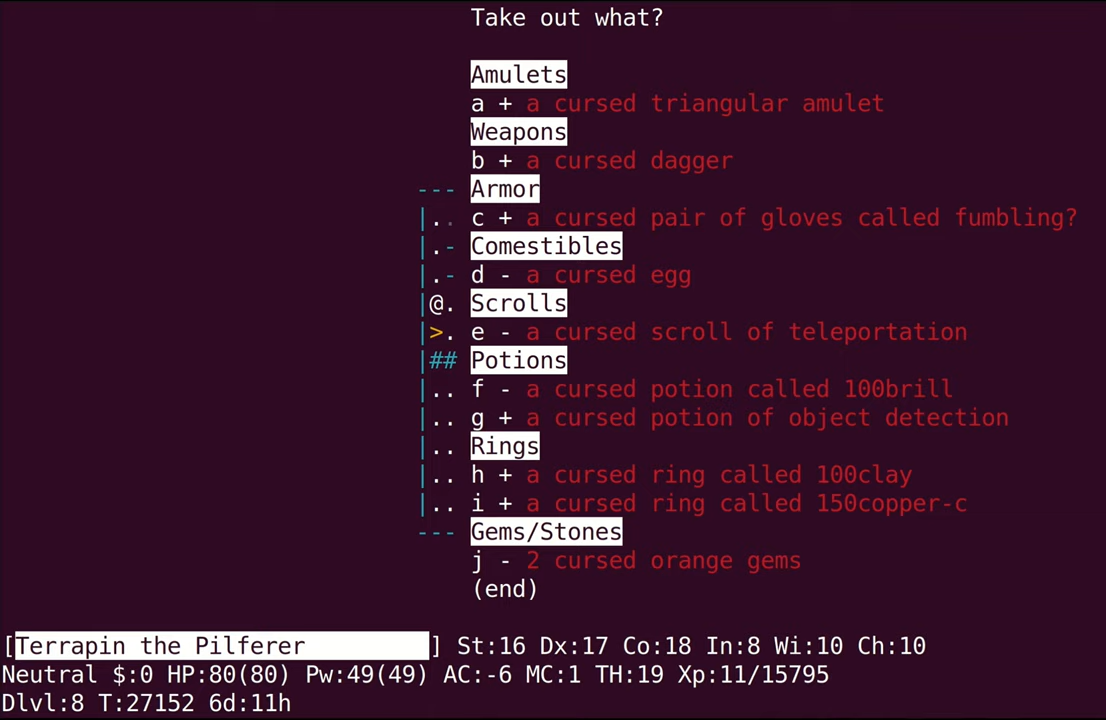 Take out what?
Amulets
a + a cursed triangular amulet
Weapons
b + a cursed dagger
--- Armor
|.. c + a cursed pair of gloves called fumbling?
|.- Comestibles
|.- d - a cursed egg
|@. Scrolls
|>. e - a cursed scroll of teleportation
|## Potions
|.. f - a cursed potion called 100brill
|.. g + a cursed potion of object detection
|.. Rings
|.. h + a cursed ring called 100clay
|.. i + a cursed ring called 150copper-c
--- Gems/Stones
j - 2 cursed orange gems
(end)
[Terrapin the Pilferer ] St:16 Dx:17 Co:18 In:8 Wi:10 Ch:10
Neutral $:0 HP:80(80) Pw:49(49) AC:-6 MC:1 TH:19 Xp:11/15795
Dlvl:8 T:27152 6d:11h